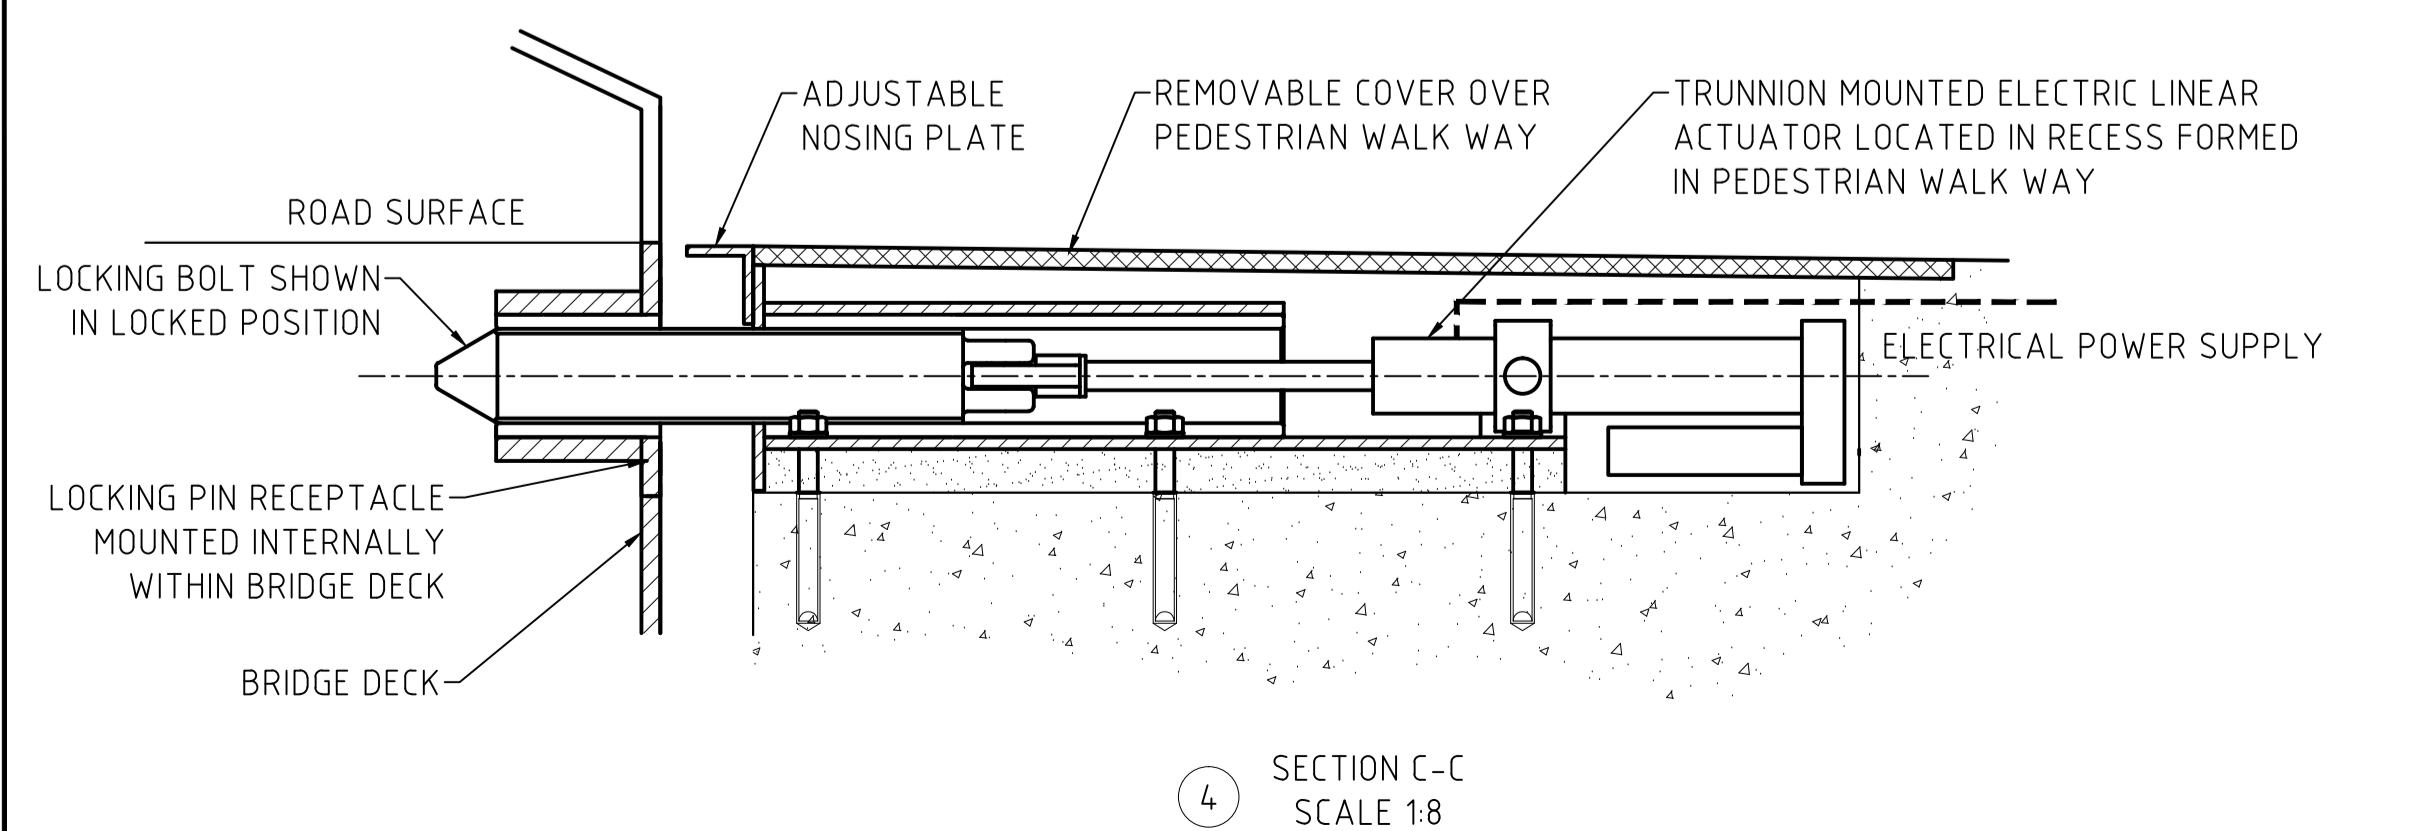 ADJUSTABLE
NOSING PLATE
REMOVABLE COVER OVER
PEDESTRIAN WALK WAY
TRUNNION MOUNTED ELECTRIC LINEAR
ACTUATOR LOCATED IN RECESS FORMED
IN PEDESTRIAN WALK WAY
ROAD SURFACE
LOCKING BOLT SHOWN
IN LOCKED POSITION
ELECTRICAL POWER SUPPLY
LOCKING PIN RECEPTACLE
MOUNTED INTERNALLY
WITHIN BRIDGE DECK
BRIDGE DECK
4
SECTION C-C
SCALE 1:8